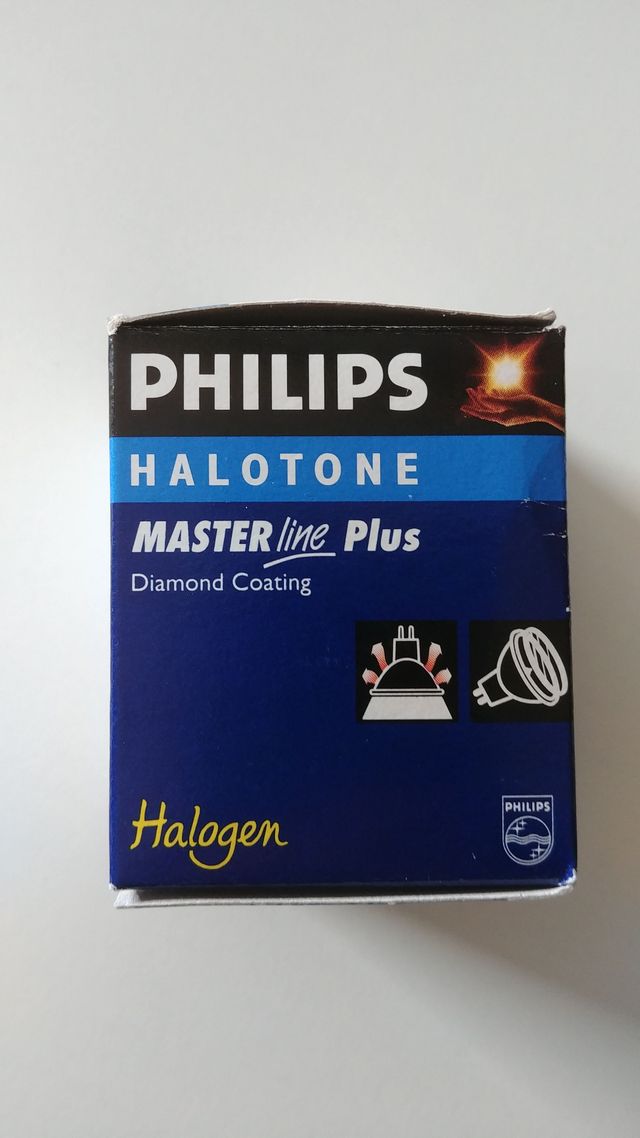 PHILIPS
HALOTONE
MASTER line Plus
Diamond Coating
Halogen
PHILIPS